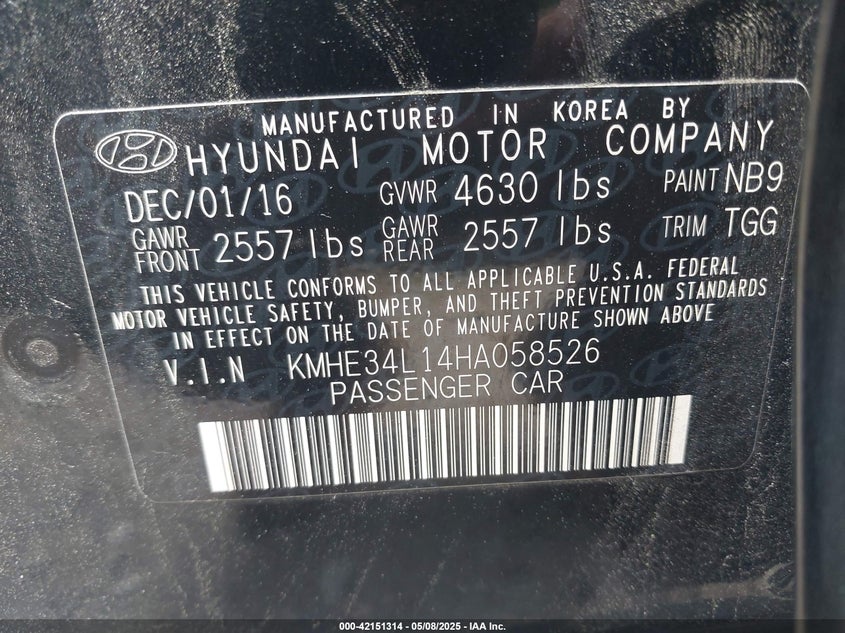 MANUFACTURED IN KOREA BY
HYUNDAI MOTOR COMPANY
DEC/01/16 GVWR 4630 lbs PAINT NB9
GAWR FRONT 2557 lbs GAWR REAR 2557 lbs TRIM TGG
THIS VEHICLE CONFORMS TO ALL APPLICABLE U.S.A. FEDERAL
MOTOR VEHICLE SAFETY, BUMPER, AND THEFT PREVENTION STANDARDS
IN EFFECT ON THE DATE OF MANUFACTURE SHOWN ABOVE.
V.I.N KMHE34L14HA058526
PASSENGER CAR
000-42151314 - 05/08/2025 - IAA Inc.